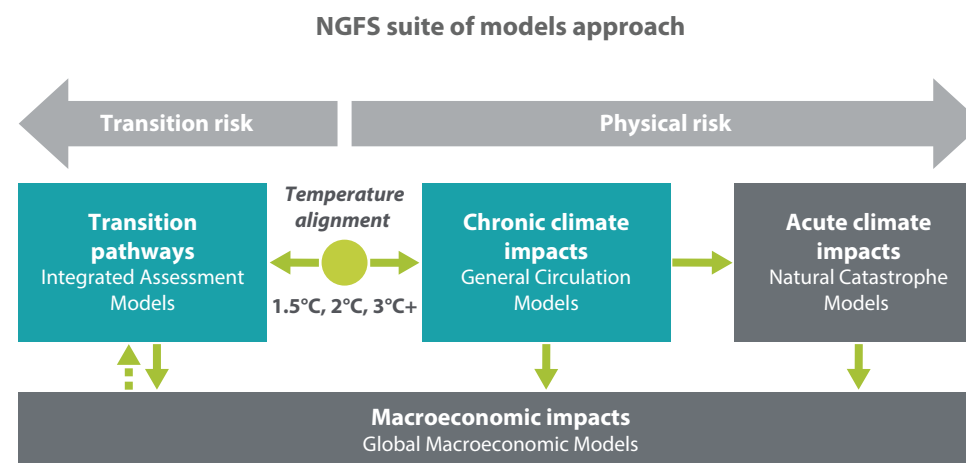 NGFS suite of models approach
Transition risk
Physical risk
Transition
pathways
Integrated Assessment
Models
Temperature
alignment
1.5°C, 2°C, 3°C+
Chronic climate
impacts
General Circulation
Models
Acute climate
impacts
Natural Catastrophe
Models
Macroeconomic impacts
Global Macroeconomic Models